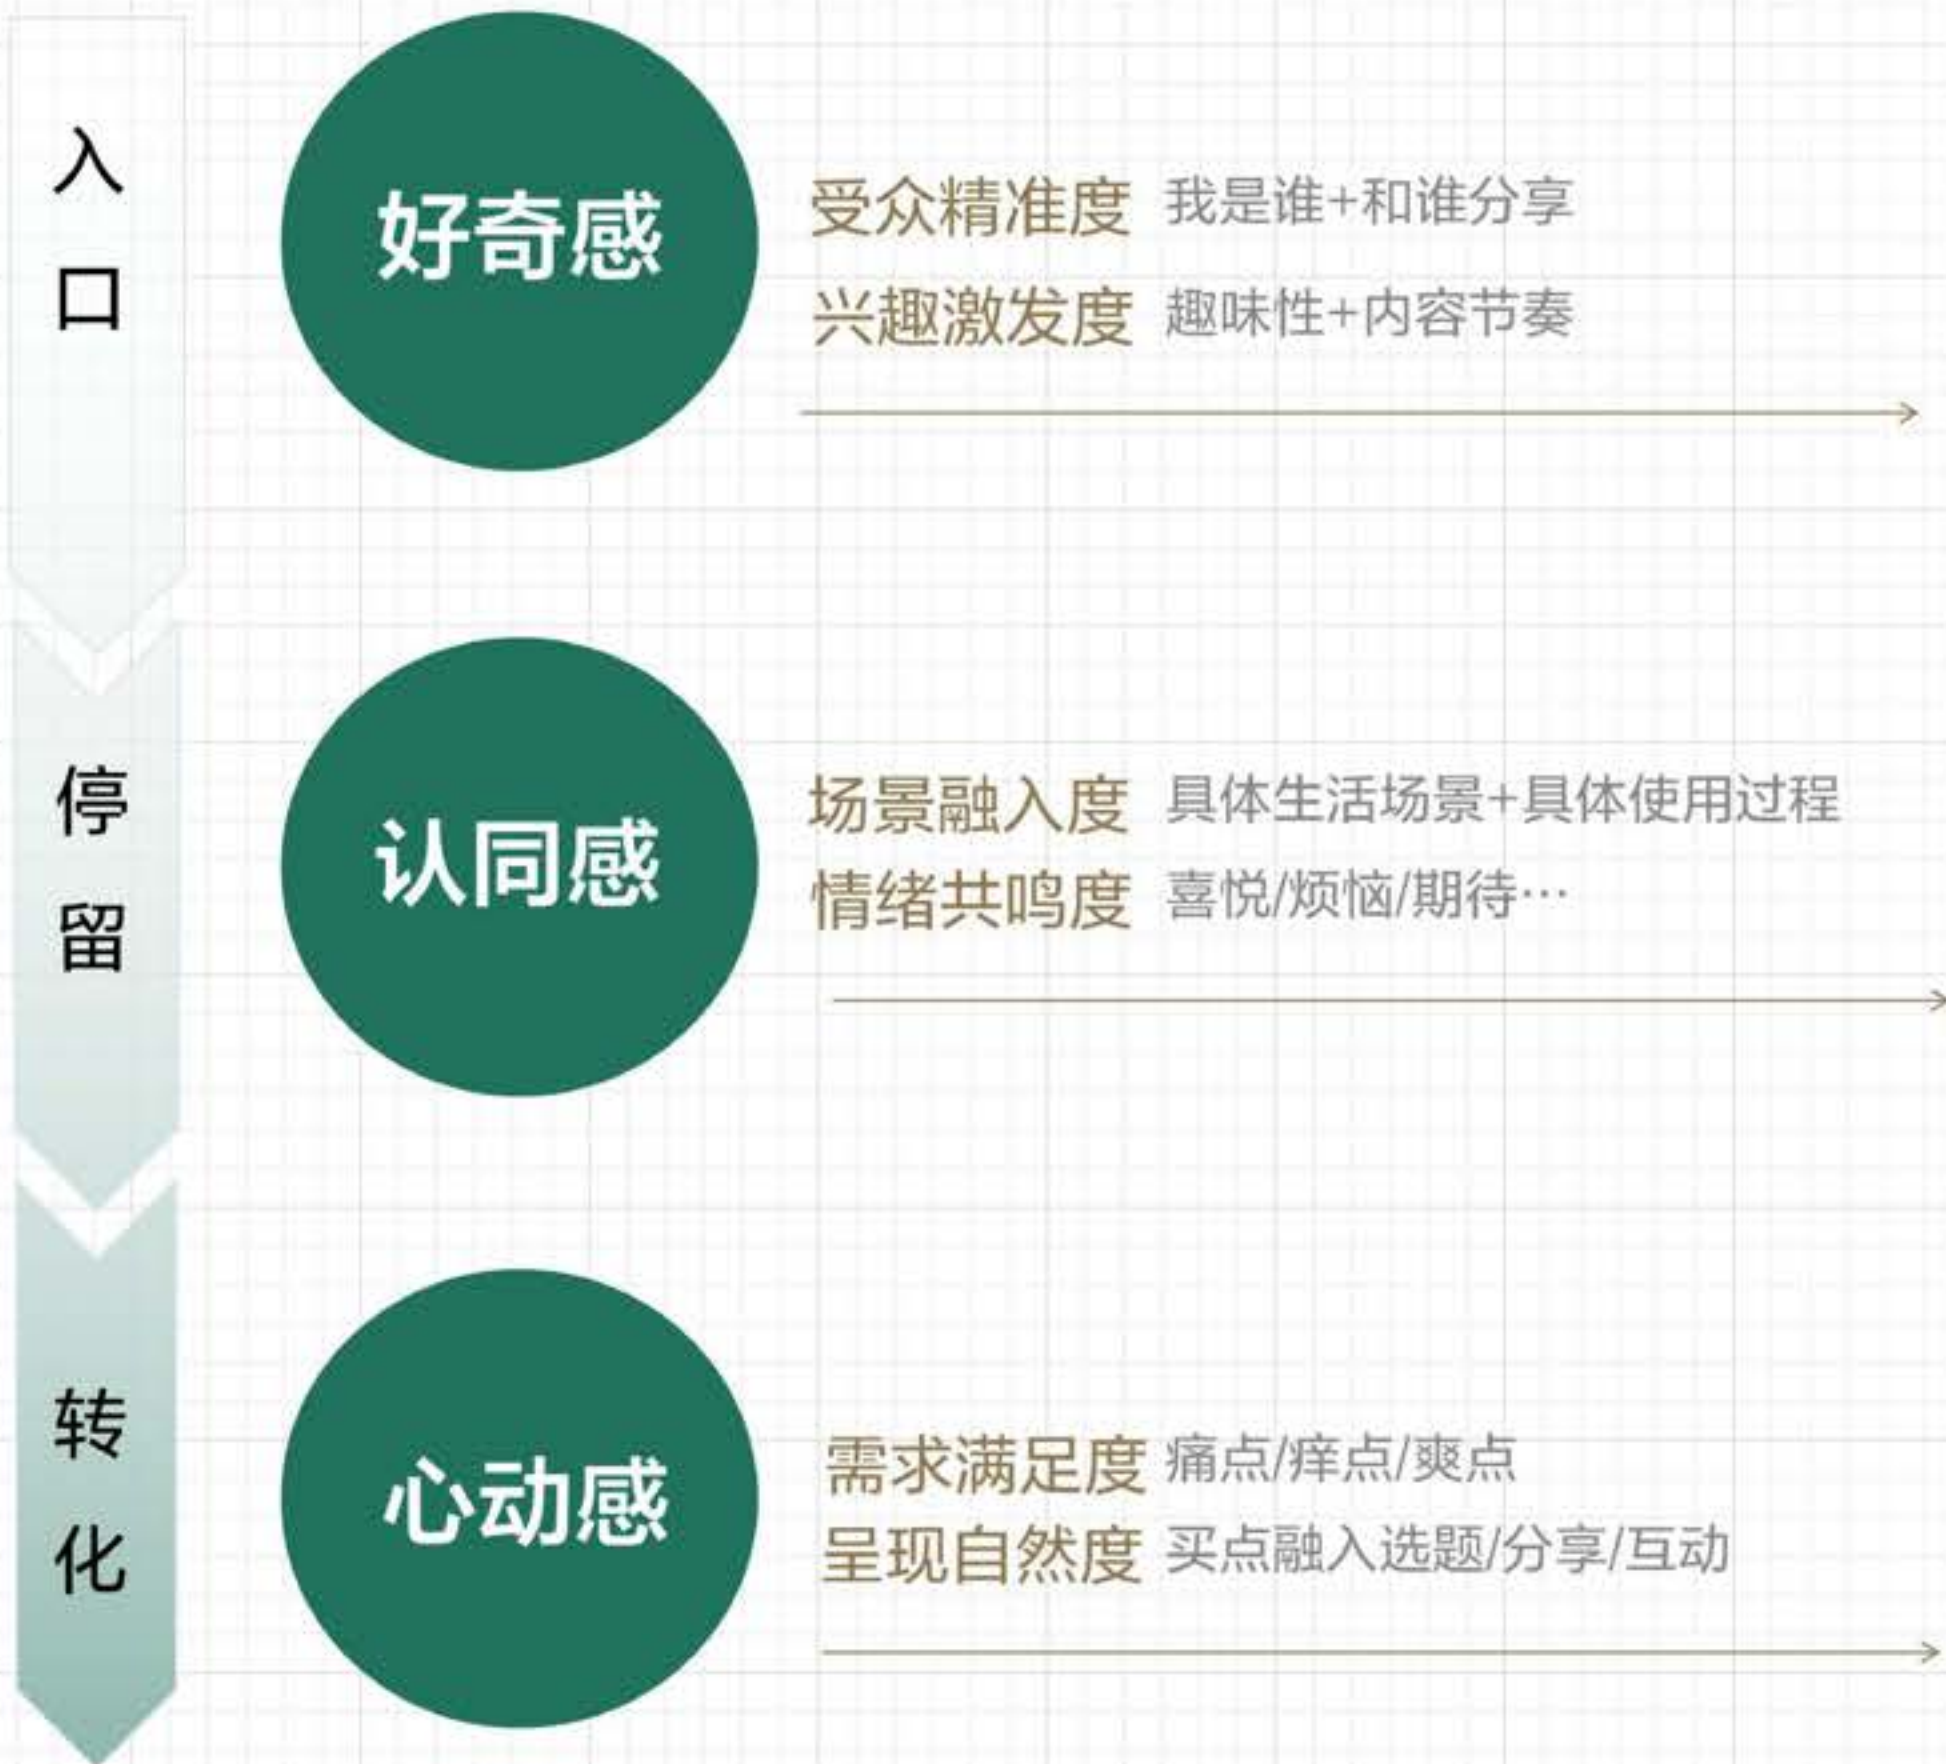 入口
好奇感
受众精准度 我是谁+和谁分享
兴趣激发度 趣味性+内容节奏
停留
认同感
场景融入度 具体生活场景+具体使用过程
情绪共鸣度 喜悦/烦恼/期待…
转化
心动感
需求满足度 痛点/痒点/爽点
呈现自然度 买点融入选题/分享/互动